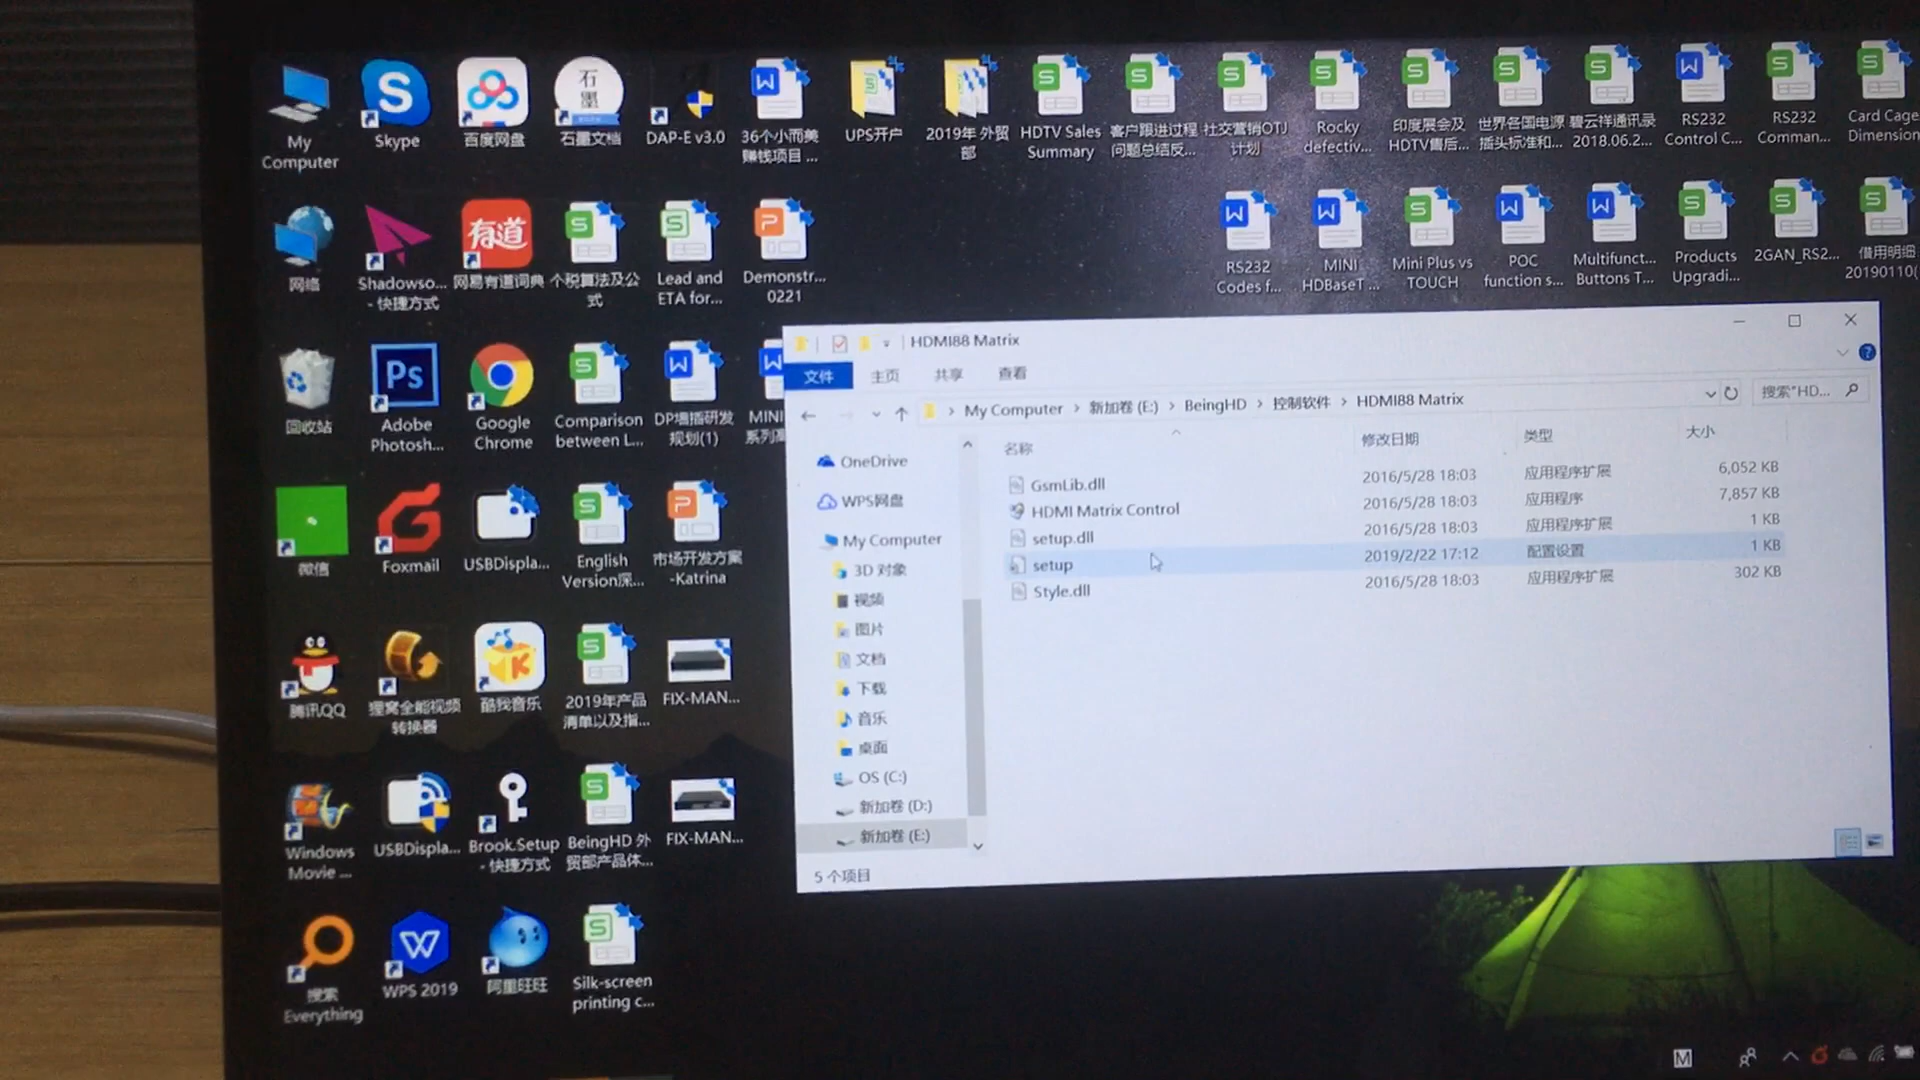 My
Computer
Skype
百度网盘
石墨
石墨文档
DAP-E v3.0
36个小而美
赚钱项目 ...
UPS开户
2019年 外贸
部
HDTV Sales
Summary
客户跟进过程
问题总结反...
社交营销OTJ
计划
Rocky
defectiv...
印度展会及
HDTV售后...
世界各国电源
插头标准和...
碧云祥通讯录
2018.06.2...
RS232
Control C...
RS232
Comman...
Card Cage
Dimension
网络
Shadowso...
- 快捷方式
有道
网易有道词典
个税算法及公
式
Lead and
ETA for...
Demonstr...
0221
RS232
Codes f...
MINI
HDBaseT ...
Mini Plus vs
TOUCH
POC
function s...
Multifunct...
Buttons T...
Products
Upgradi...
2GAN_RS2...
借用明细
20190110(
回收站
Ps
Adobe
Photosh...
Google
Chrome
Comparison
between L...
DP墙插研发
规划(1)
MINI
微信
Foxmail
USBDispla...
English
Version深...
市场开发方案
-Katrina
腾讯QQ
狸窝全能视频
转换器
酷我音乐
2019年产品
清单以及指...
FIX-MAN...
Windows
Movie ...
USBDispla...
Brook.Setup
- 快捷方式
BeingHD 外
贸部产品体...
FIX-MAN...
搜索
Everything
WPS 2019
阿里旺旺
Silk-screen
printing c...
HDMI88 Matrix
文件 主页 共享 查看
My Computer > 新加卷 (E:) > BeingHD > 控制软件 > HDMI88 Matrix
搜索"HD...
名称 修改日期 类型 大小
GsmLib.dll 2016/5/28 18:03 应用程序扩展 6,052 KB
HDMI Matrix Control 2016/5/28 18:03 应用程序 7,857 KB
setup.dll 2016/5/28 18:03 应用程序扩展 1 KB
setup 2019/2/22 17:12 配置设置 1 KB
Style.dll 2016/5/28 18:03 应用程序扩展 302 KB
OneDrive
WPS网盘
My Computer
3D 对象
视频
图片
文档
下载
音乐
桌面
OS (C:)
新加卷 (D:)
新加卷 (E:)
5 个项目
M